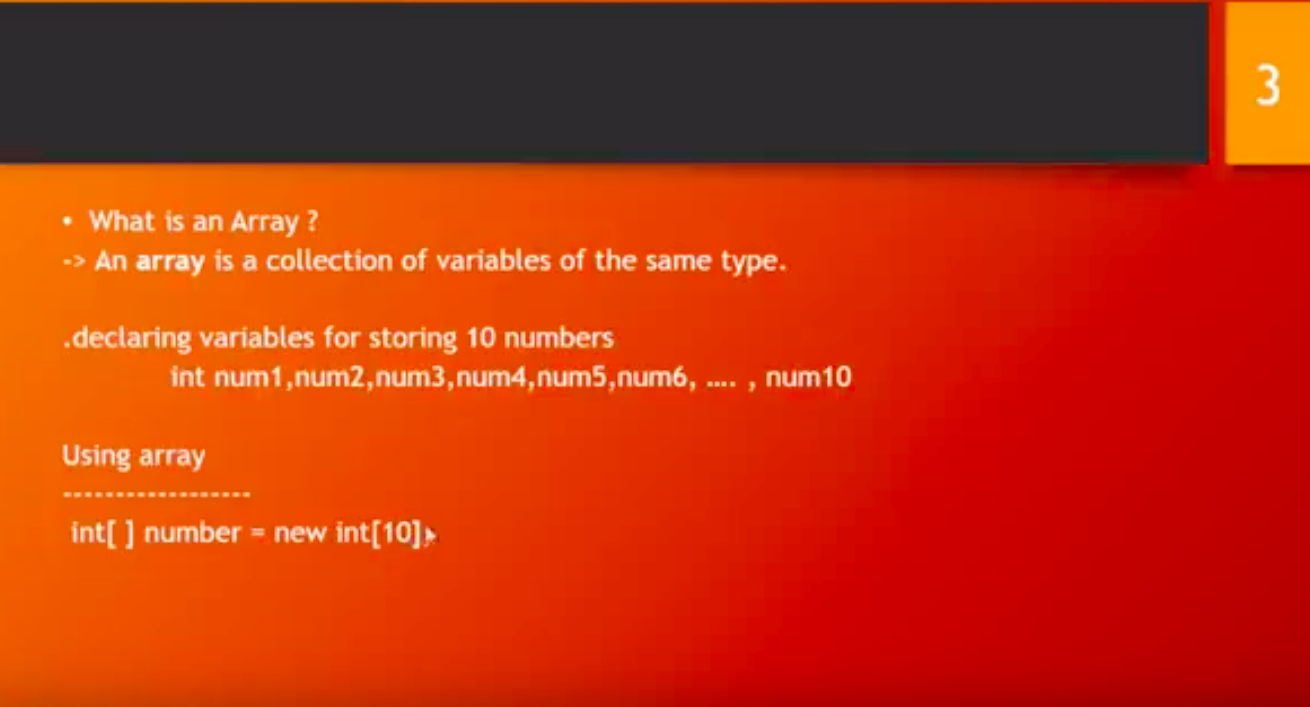 3
• What is an Array ?
-> An array is a collection of variables of the same type.
.declaring variables for storing 10 numbers
int num1,num2,num3,num4,num5,num6, .... , num10
Using array
------------------
int[ ] number = new int[10];